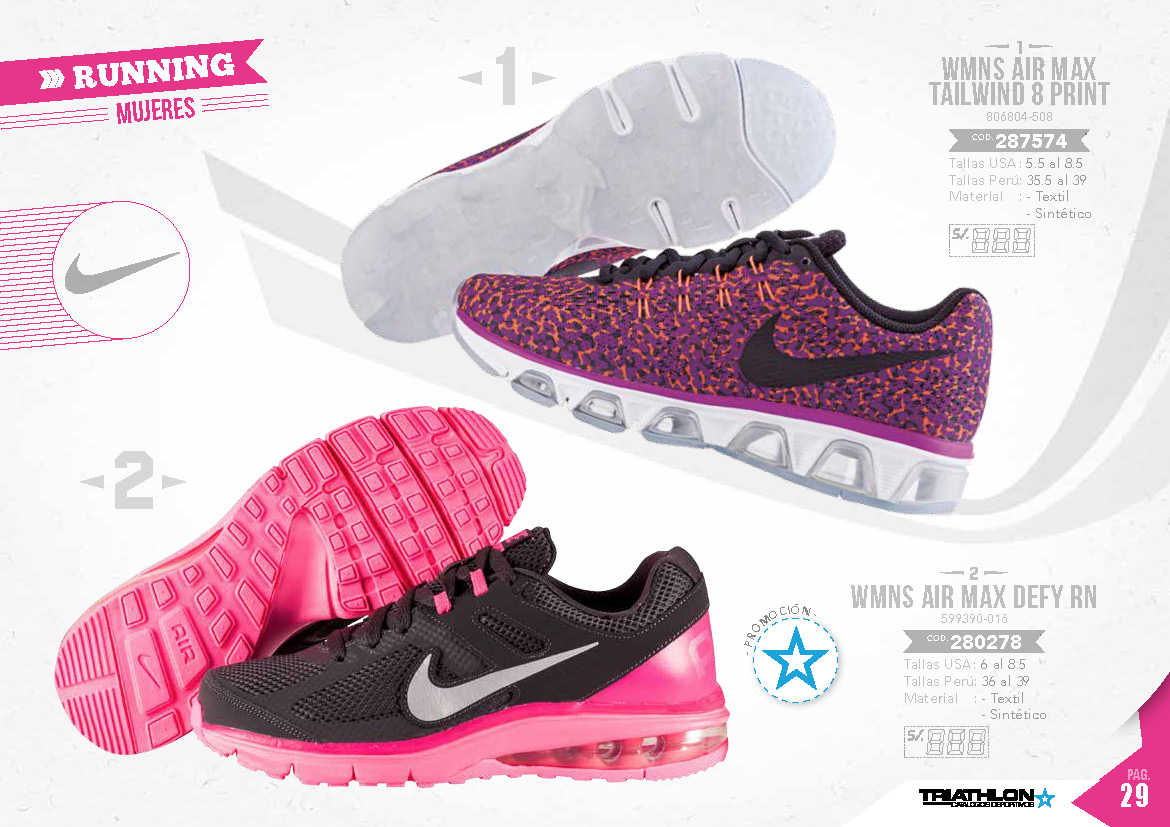 RUNNING
MUJERES
1
1
WMNS AIR MAX
TAILWIND 8 PRINT
806804-508
COD. 287574
Tallas USA : 5.5 al 8.5
Tallas Perú: 35.5 al 39
Material : - Textil
- Sintético
S/. 888
2
AIR
2
WMNS AIR MAX DEFY RN
599390-016
COD. 280278
Tallas USA : 6 al 8.5
Tallas Perú: 36 al 39
Material : - Textil
- Sintético
S/. 888
PROMOCIÓN
TRIATHLON
CATALOGOS DEPORTIVOS
PAG.
29